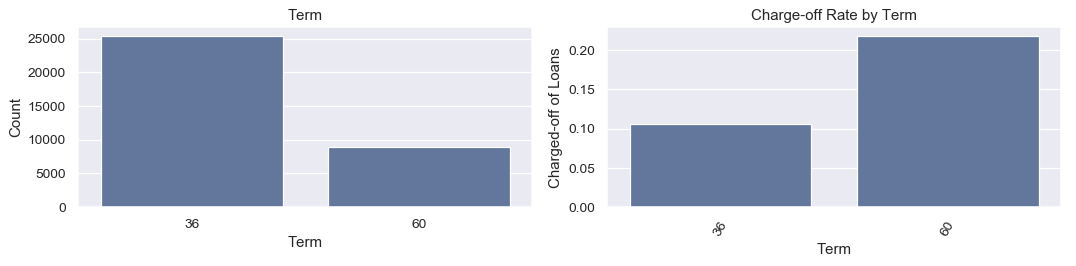 Term
Count
25000
20000
15000
10000
5000
0
36
60
Term
Charge-off Rate by Term
Charged-off of Loans
0.20
0.15
0.10
0.05
0.00
36
60
Term